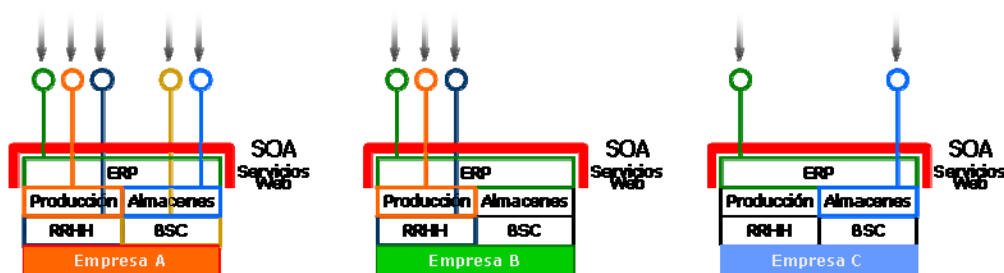 SOA
Servicios
Web
ERP
Producción
Almacenes
RRHH
BSC
Empresa A
SOA
Servicios
Web
ERP
Producción
Almacenes
RRHH
BSC
Empresa B
SOA
Servicios
Web
ERP
Producción
Almacenes
RRHH
BSC
Empresa C